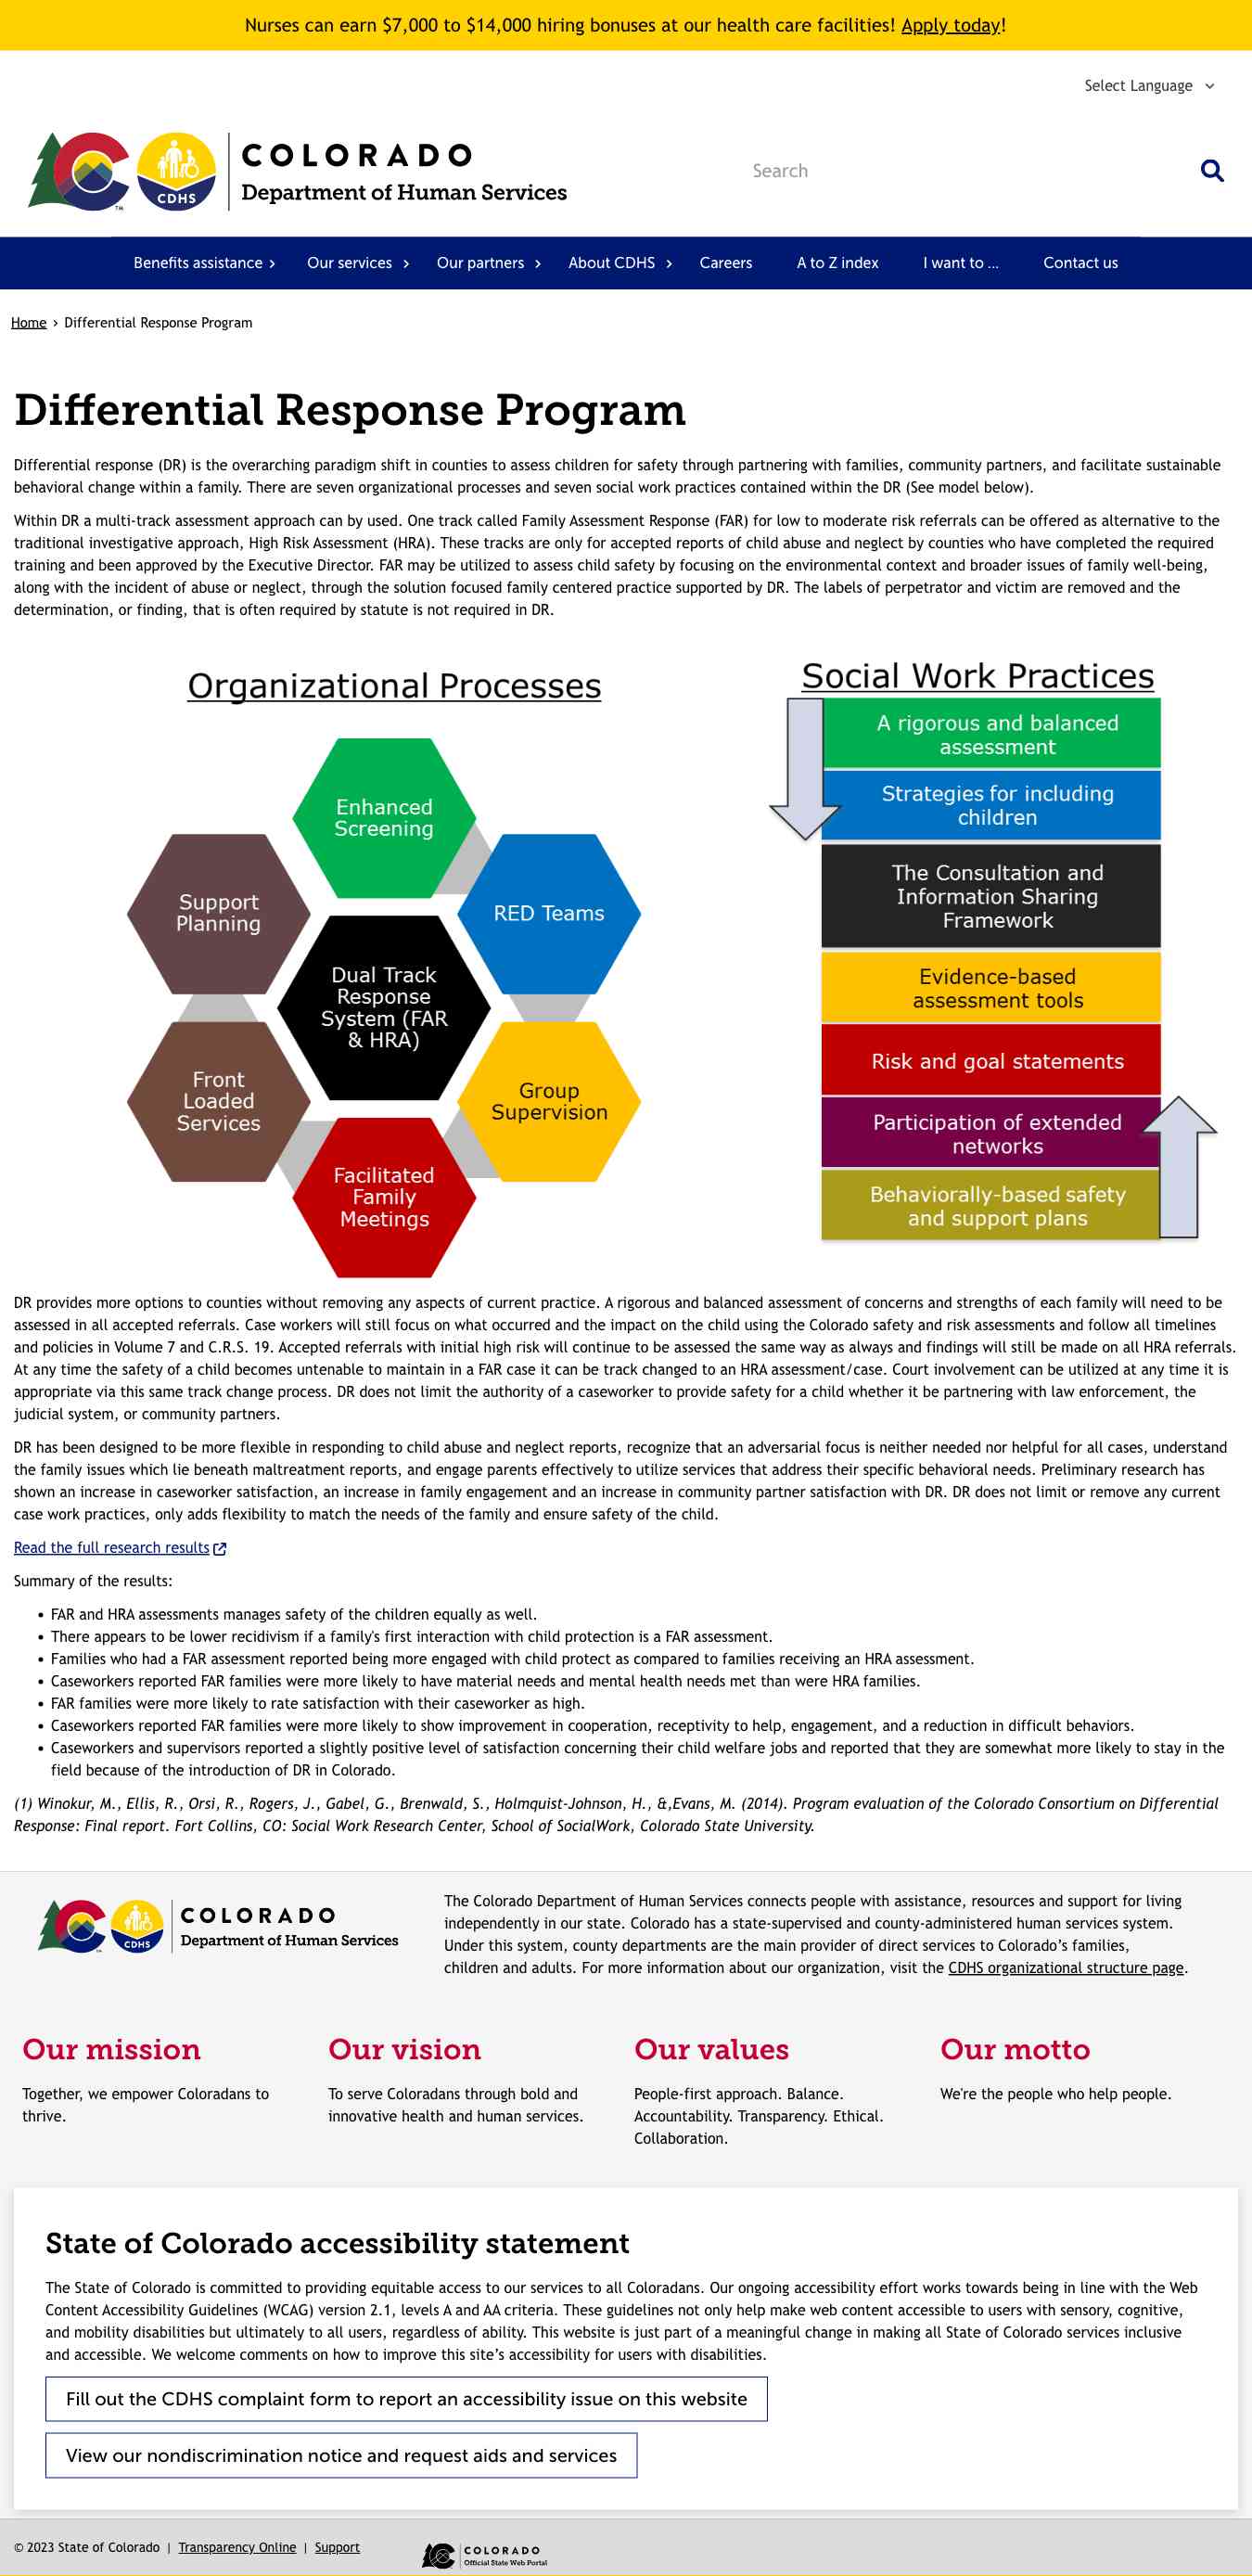 Nurses can earn $7,000 to $14,000 hiring bonuses at our health care facilities! Apply today!
Select Language
COLORADO
Department of Human Services
CDHS
TM
Search
Benefits assistance
Our services
Our partners
About CDHS
Careers
A to Z index
I want to ...
Contact us
Home › Differential Response Program
Differential Response Program
Differential response (DR) is the overarching paradigm shift in counties to assess children for safety through partnering with families, community partners, and facilitate sustainable
behavioral change within a family. There are seven organizational processes and seven social work practices contained within the DR (See model below).
Within DR a multi-track assessment approach can by used. One track called Family Assessment Response (FAR) for low to moderate risk referrals can be offered as alternative to the
traditional investigative approach, High Risk Assessment (HRA). These tracks are only for accepted reports of child abuse and neglect by counties who have completed the required
training and been approved by the Executive Director. FAR may be utilized to assess child safety by focusing on the environmental context and broader issues of family well-being,
along with the incident of abuse or neglect, through the solution focused family centered practice supported by DR. The labels of perpetrator and victim are removed and the
determination, or finding, that is often required by statute is not required in DR.
Organizational Processes
Enhanced
Screening
RED Teams
Group
Supervision
Facilitated
Family
Meetings
Front
Loaded
Services
Support
Planning
Dual Track
Response
System (FAR
& HRA)
Social Work Practices
A rigorous and balanced
assessment
Strategies for including
children
The Consultation and
Information Sharing
Framework
Evidence-based
assessment tools
Risk and goal statements
Participation of extended
networks
Behaviorally-based safety
and support plans
DR provides more options to counties without removing any aspects of current practice. A rigorous and balanced assessment of concerns and strengths of each family will need to be
assessed in all accepted referrals. Case workers will still focus on what occurred and the impact on the child using the Colorado safety and risk assessments and follow all timelines
and policies in Volume 7 and C.R.S. 19. Accepted referrals with initial high risk will continue to be assessed the same way as always and findings will still be made on all HRA referrals.
At any time the safety of a child becomes untenable to maintain in a FAR case it can be track changed to an HRA assessment/case. Court involvement can be utilized at any time it is
appropriate via this same track change process. DR does not limit the authority of a caseworker to provide safety for a child whether it be partnering with law enforcement, the
judicial system, or community partners.
DR has been designed to be more flexible in responding to child abuse and neglect reports, recognize that an adversarial focus is neither needed nor helpful for all cases, understand
the family issues which lie beneath maltreatment reports, and engage parents effectively to utilize services that address their specific behavioral needs. Preliminary research has
shown an increase in caseworker satisfaction, an increase in family engagement and an increase in community partner satisfaction with DR. DR does not limit or remove any current
case work practices, only adds flexibility to match the needs of the family and ensure safety of the child.
Read the full research results
Summary of the results:
• FAR and HRA assessments manages safety of the children equally as well.
• There appears to be lower recidivism if a family's first interaction with child protection is a FAR assessment.
• Families who had a FAR assessment reported being more engaged with child protect as compared to families receiving an HRA assessment.
• Caseworkers reported FAR families were more likely to have material needs and mental health needs met than were HRA families.
• FAR families were more likely to rate satisfaction with their caseworker as high.
• Caseworkers reported FAR families were more likely to show improvement in cooperation, receptivity to help, engagement, and a reduction in difficult behaviors.
• Caseworkers and supervisors reported a slightly positive level of satisfaction concerning their child welfare jobs and reported that they are somewhat more likely to stay in the
field because of the introduction of DR in Colorado.
(1) Winokur, M., Ellis, R., Orsi, R., Rogers, J., Gabel, G., Brenwald, S., Holmquist-Johnson, H., &,Evans, M. (2014). Program evaluation of the Colorado Consortium on Differential
Response: Final report. Fort Collins, CO: Social Work Research Center, School of SocialWork, Colorado State University.
CDHS
COLORADO
Department of Human Services
The Colorado Department of Human Services connects people with assistance, resources and support for living
independently in our state. Colorado has a state-supervised and county-administered human services system.
Under this system, county departments are the main provider of direct services to Colorado’s families,
children and adults. For more information about our organization, visit the CDHS organizational structure page.
Our mission
Together, we empower Coloradans to
thrive.
Our vision
To serve Coloradans through bold and
innovative health and human services.
Our values
People-first approach. Balance.
Accountability. Transparency. Ethical.
Collaboration.
Our motto
We're the people who help people.
State of Colorado accessibility statement
The State of Colorado is committed to providing equitable access to our services to all Coloradans. Our ongoing accessibility effort works towards being in line with the Web
Content Accessibility Guidelines (WCAG) version 2.1, levels A and AA criteria. These guidelines not only help make web content accessible to users with sensory, cognitive,
and mobility disabilities but ultimately to all users, regardless of ability. This website is just part of a meaningful change in making all State of Colorado services inclusive
and accessible. We welcome comments on how to improve this site’s accessibility for users with disabilities.
Fill out the CDHS complaint form to report an accessibility issue on this website
View our nondiscrimination notice and request aids and services
© 2023 State of Colorado | Transparency Online | Support
COLORADO
Official State Web Portal